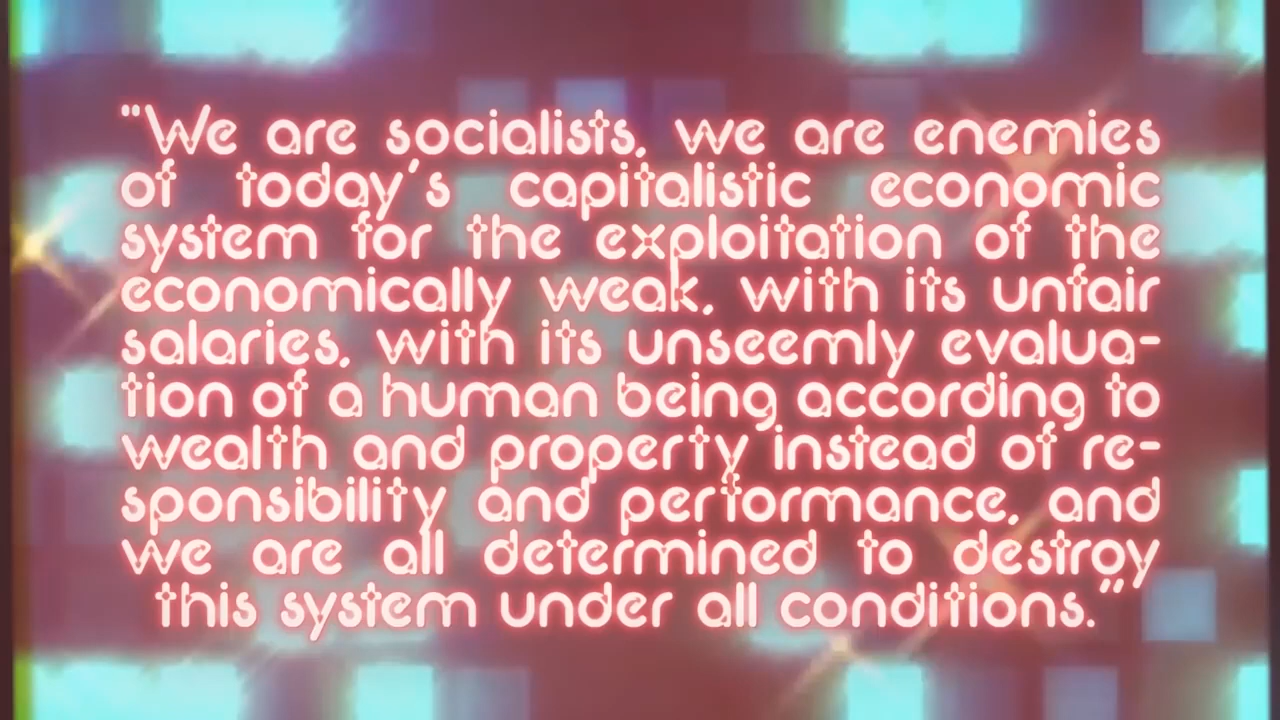 "We are socialists, we are enemies
of today's capitalistic economic
system for the exploitation of the
economically weak, with its unfair
salaries, with its unseemly evalua-
tion of a human being according to
wealth and property instead of re-
sponsibility and performance, and
we are all determined to destroy
this system under all conditions."